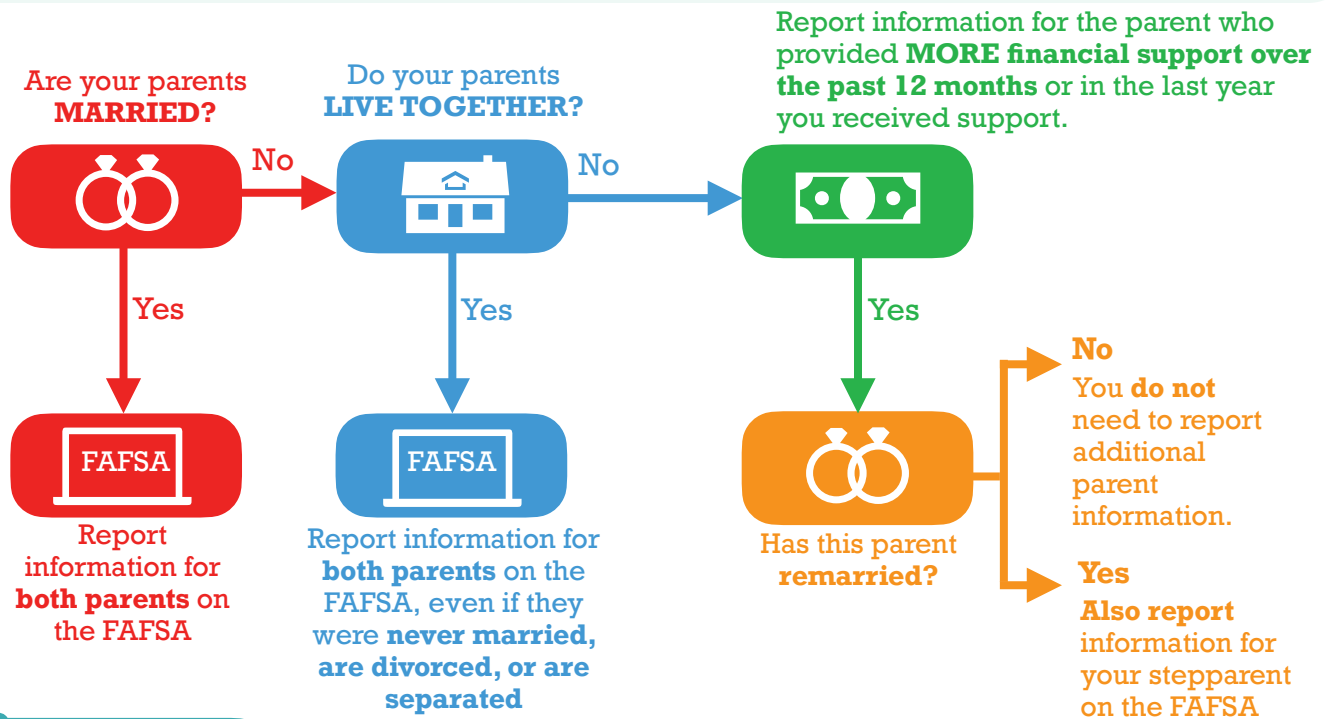 Are your parents
MARRIED?
No
Yes
FAFSA
Report
information for
both parents on
the FAFSA
Do your parents
LIVE TOGETHER?
No
Yes
FAFSA
Report information for
both parents on the
FAFSA, even if they
were never married,
are divorced, or are
separated
Report information for the parent who
provided MORE financial support over
the past 12 months or in the last year
you received support.
Yes
Has this parent
remarried?
No
You do not
need to report
additional
parent
information.
Yes
Also report
information for
your stepparent
on the FAFSA